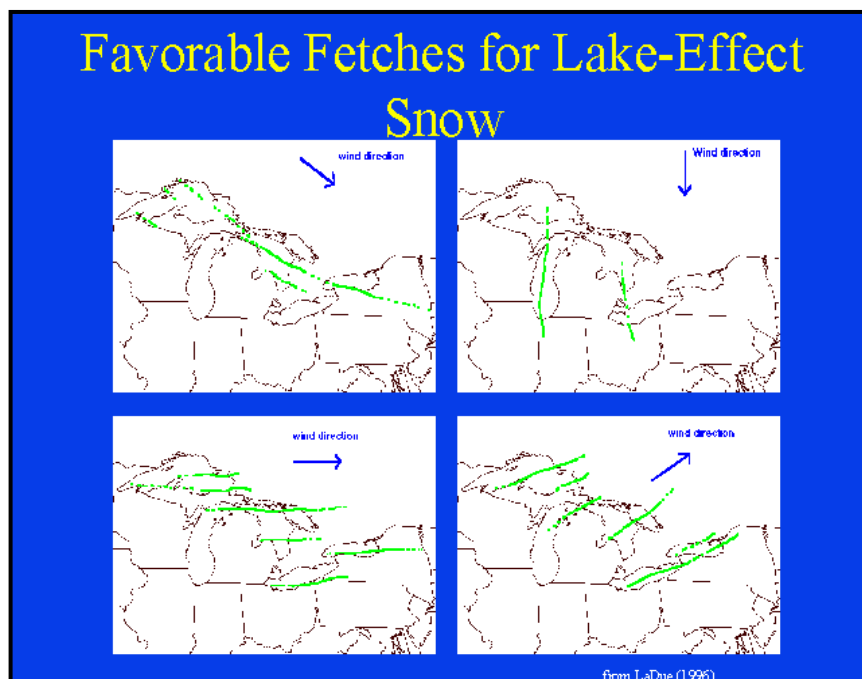 Favorable Fetches for Lake-Effect
Snow
wind direction
Wind direction
wind direction
wind direction
from LaDue (1996)